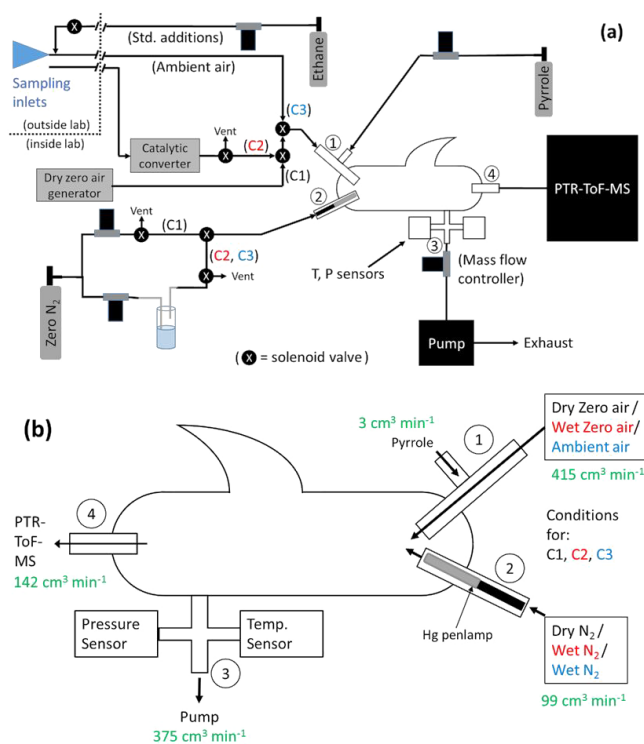 (a)
(Std. additions)
Ethane
(Ambient air)
Sampling
inlets
(outside lab)
(inside lab)
Catalytic
converter
Vent
(C2)
(C3)
Dry zero air
generator
(C1)
Pyrrole
1
2
3
4
PTR-ToF-MS
Vent
(C1)
(C2, C3)
Vent
Zero N₂
T, P sensors
(Mass flow
controller)
Pump
Exhaust
(X = solenoid valve)
(b)
3 cm³ min⁻¹
Pyrrole
1
Dry Zero air /
Wet Zero air/
Ambient air
415 cm³ min⁻¹
4
PTR-
ToF-
MS
142 cm³ min⁻¹
Conditions
for:
C1, C2, C3
2
Hg penlamp
Pressure
Sensor
Temp.
Sensor
3
Dry N₂ /
Wet N₂ /
Wet N₂
99 cm³ min⁻¹
Pump
375 cm³ min⁻¹